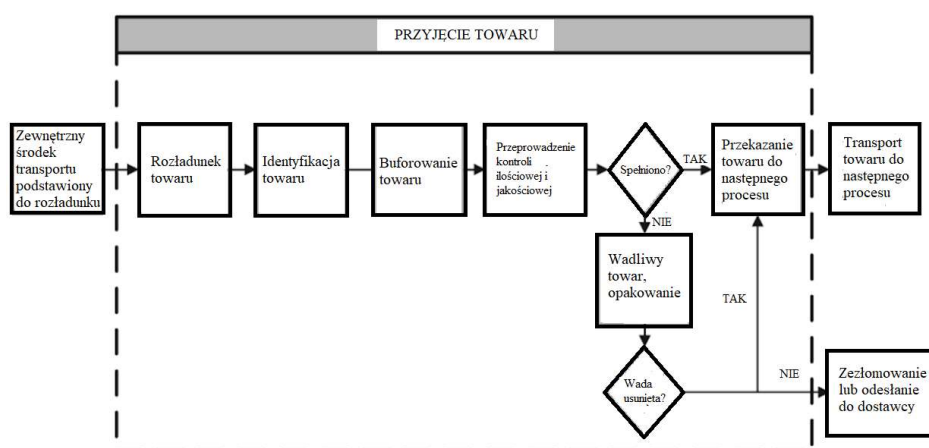 PRZYJĘCIE TOWARU
Zewnętrzny
środek
transportu
podstawiony
do rozładunku
Rozładunek
towaru
Identyfikacja
towaru
Buforowanie
towaru
Przeprowadzenie
kontroli
ilościowej i
jakościowej
Spełniono?
TAK
Przekazanie
towaru do
następnego
procesu
Transport
towaru do
następnego
procesu
NIE
Wadliwy
towar,
opakowanie
TAK
Wada
usunięta?
NIE
Zezłomowanie
lub odesłanie
do dostawcy